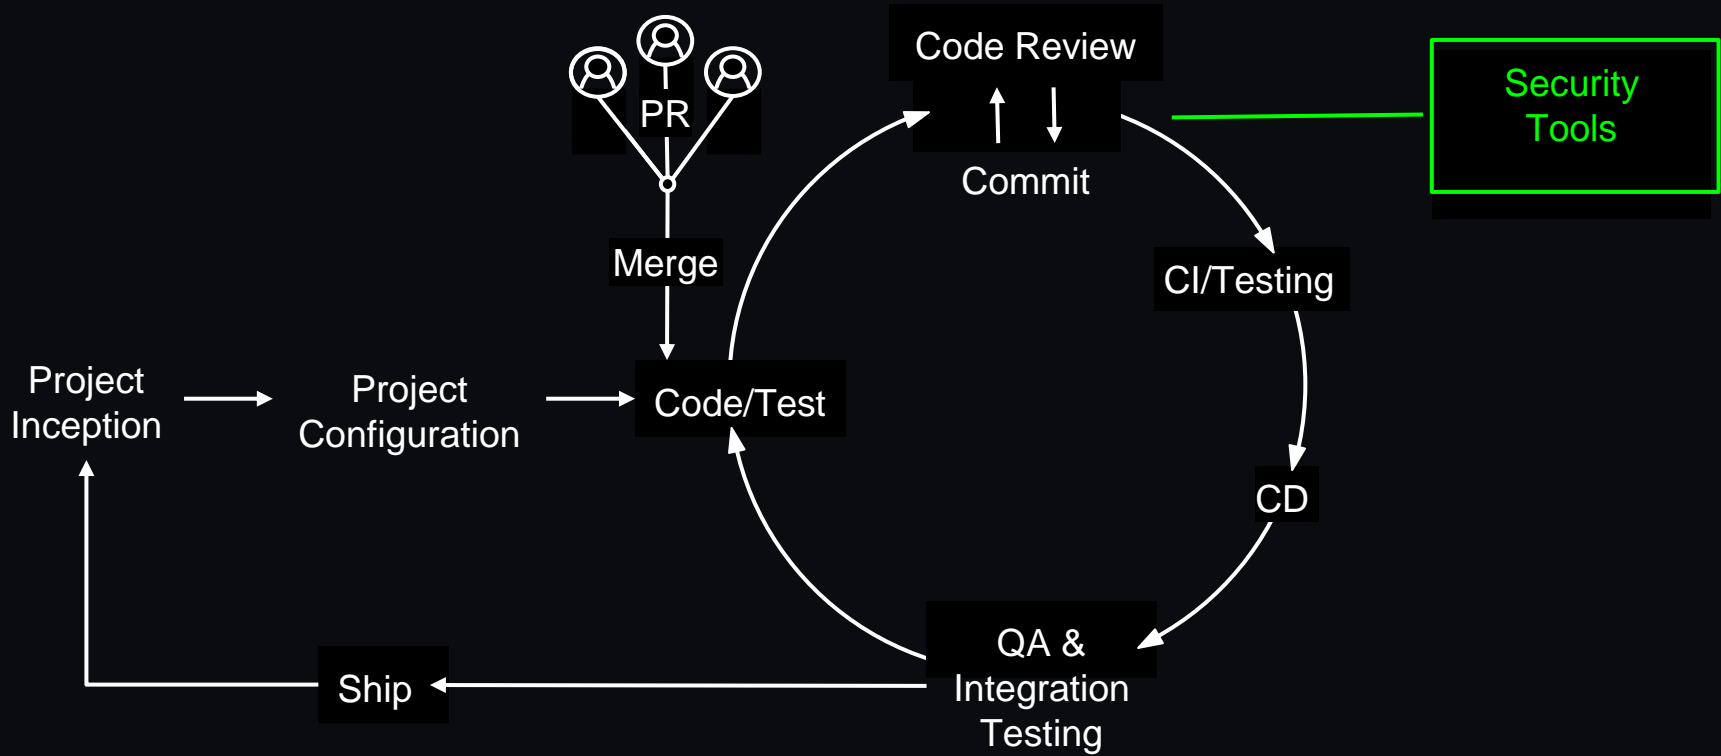 Code Review
Security
Tools
PR
Commit
Merge
CI/Testing
Project
Inception
Project
Configuration
Code/Test
CD
QA &
Integration
Testing
Ship